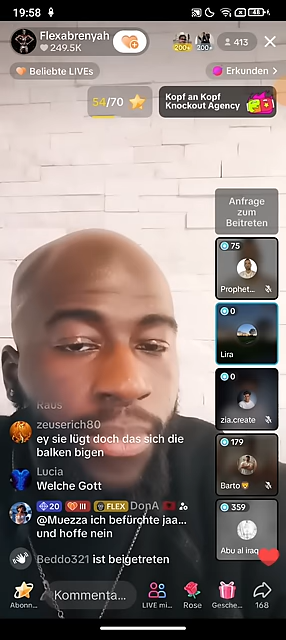 19:58
48
Flexabrenyah
249.5K
200+
200+
413
Beliebte LIVEs
Erkunden >
54/70
Kopf an Kopf
Knockout Agency
Anfrage
zum
Beitreten
75
Prophet...
0
Lira
0
zia.create
179
Barto
359
Abu al iraq
Raus
zeuserich80
ey sie lügt doch das sich die
balken bigen
Lucia
Welche Gott
20 III FLEX DonA
@Muezza ich befürchte jaa...
und hoffe nein
Beddo321 ist beigetreten
Kommenta...
Abonn...
LIVE mi...
Rose
Gesche...
168